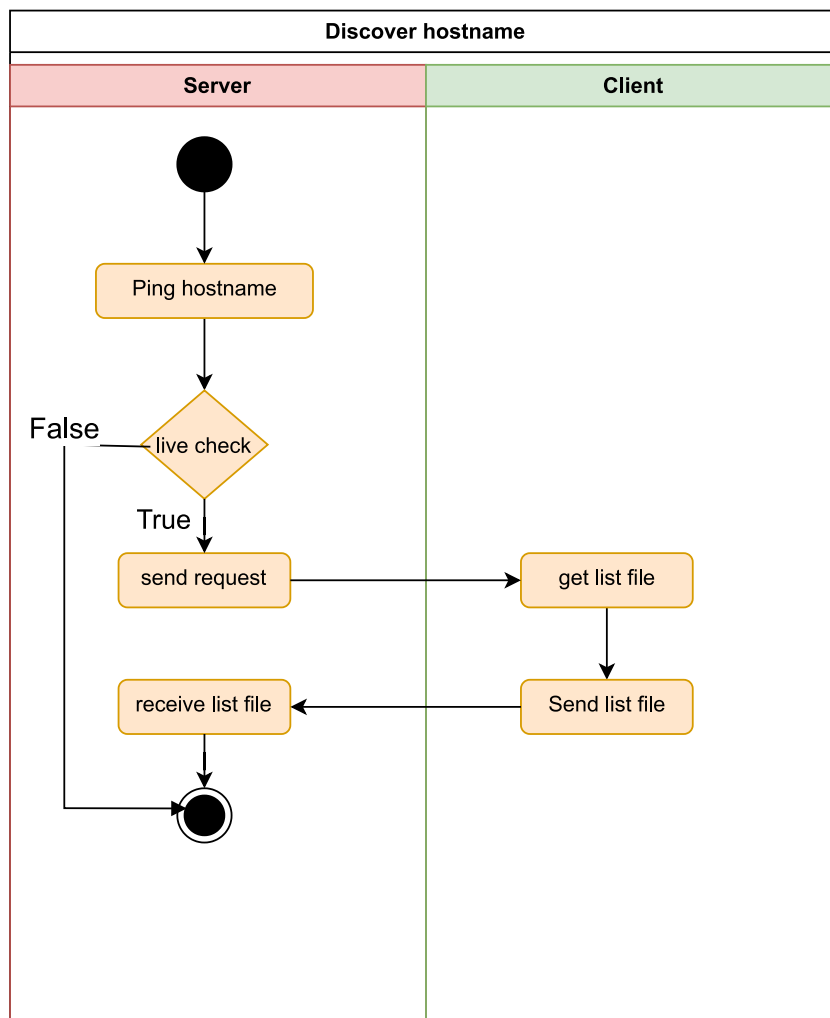 Discover hostname
Server
Client
Ping hostname
False
live check
True
send request
get list file
receive list file
Send list file